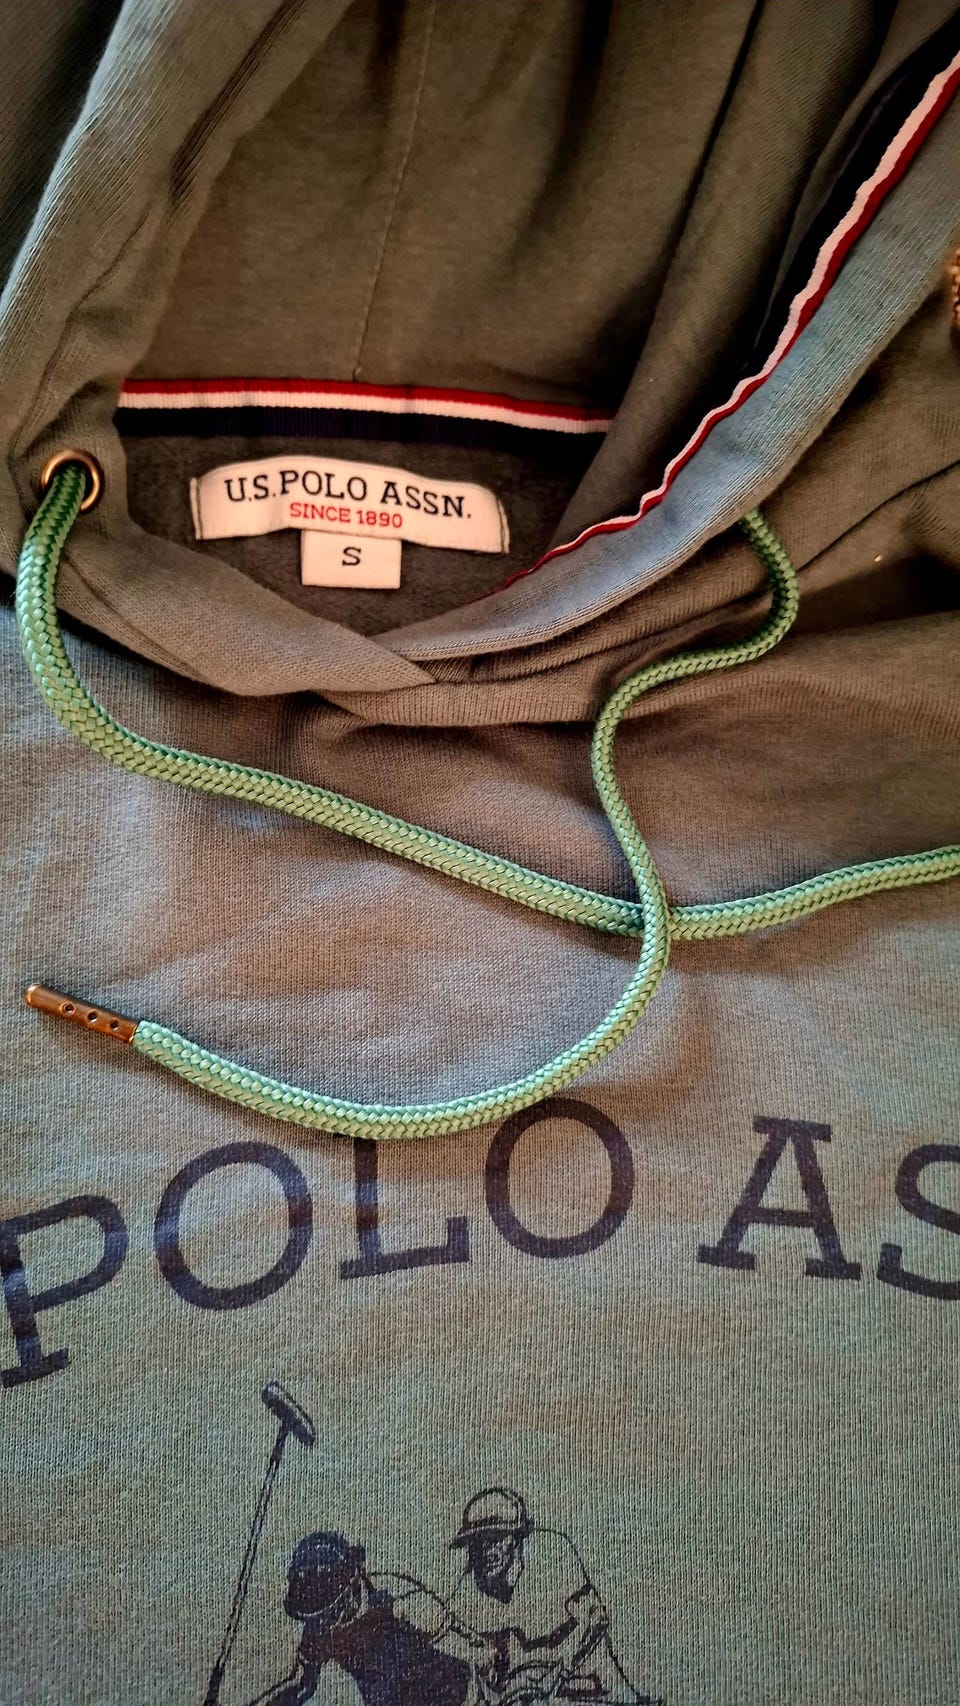 U.S. POLO ASSN.
SINCE 1890
S
POLO AS